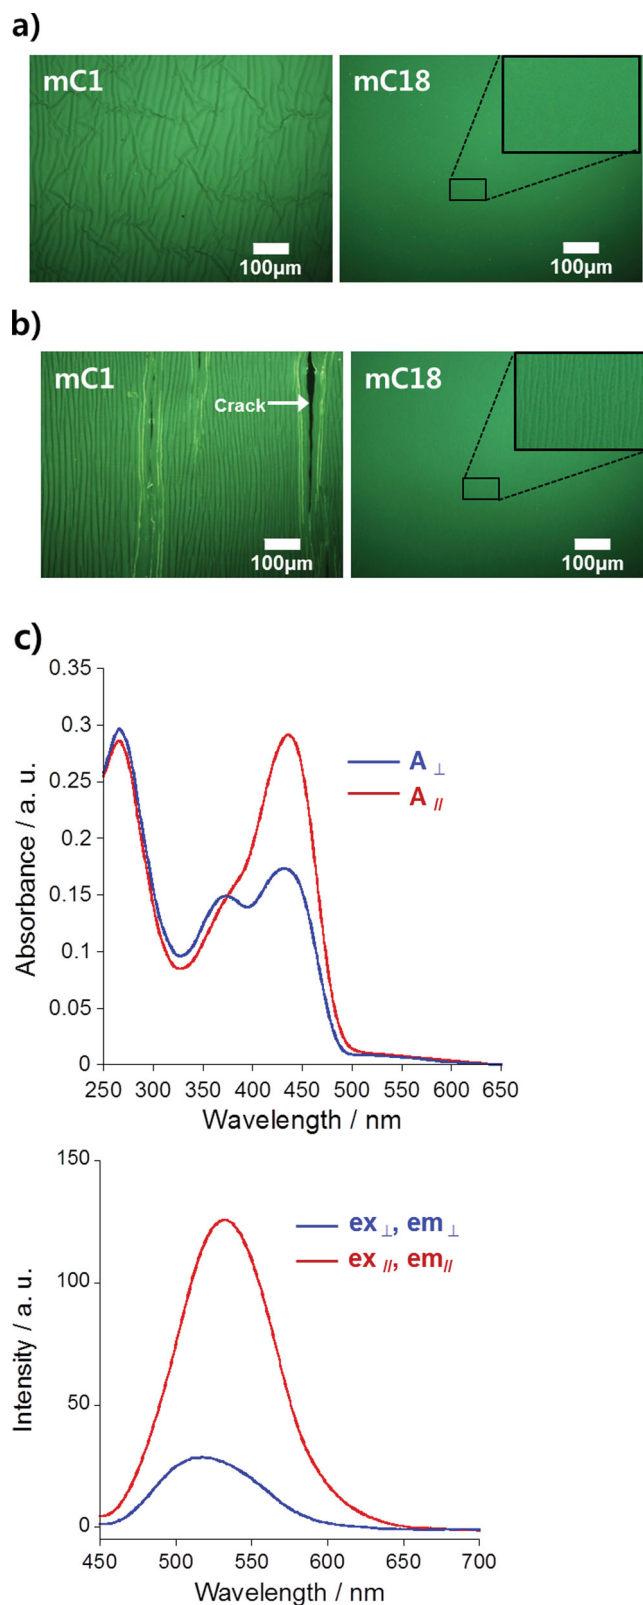 a)
mC1
mC18
100μm
100μm
b)
mC1
mC18
Crack
100μm
100μm
c)
0.35
0.3
0.25
0.2
0.15
0.1
0.05
0
Absorbance / a. u.
A ⊥
A //
250 300 350 400 450 500 550 600 650
Wavelength / nm
150
100
50
0
Intensity / a. u.
ex ⊥, em ⊥
ex //, em //
450 500 550 600 650 700
Wavelength / nm